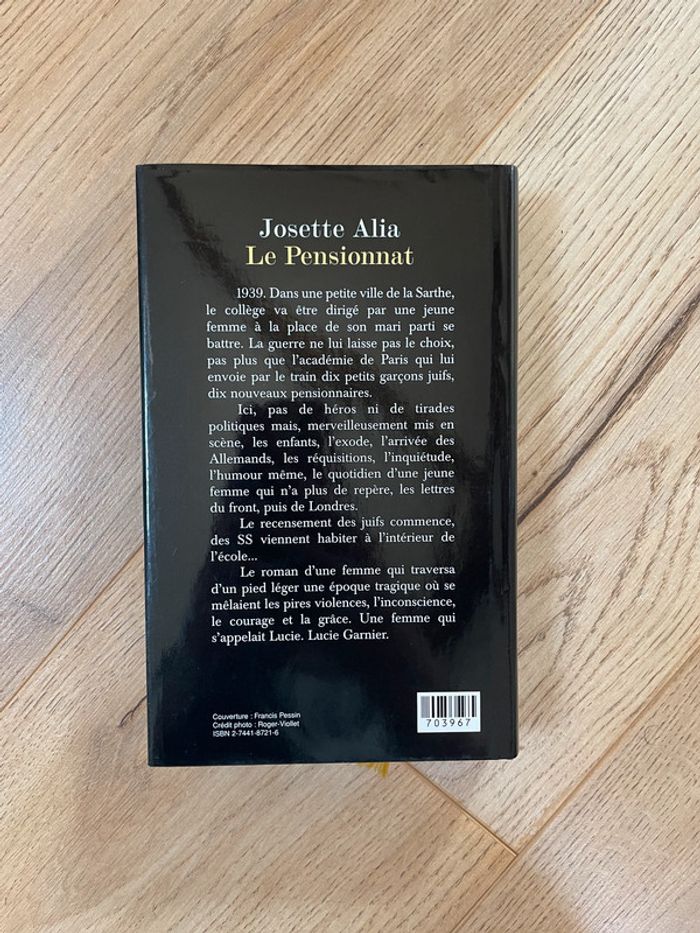 Josette Alia
Le Pensionnat
1939. Dans une petite ville de la Sarthe,
le collège va être dirigé par une jeune
femme à la place de son mari parti se
battre. La guerre ne lui laisse pas le choix,
pas plus que l'académie de Paris qui lui
envoie par le train dix petits garçons juifs,
dix nouveaux pensionnaires.
Ici, pas de héros ni de tirades
politiques mais, merveilleusement mis en
scène, les enfants, l'exode, l'arrivée des
Allemands, les réquisitions, l'inquiétude,
l'humour même, le quotidien d'une jeune
femme qui n'a plus de repère, les lettres
du front, puis de Londres.
Le recensement des juifs commence,
des SS viennent habiter à l'intérieur de
l'école...
Le roman d'une femme qui traversa
d'un pied léger une époque tragique où se
mêlaient les pires violences, l'inconscience,
le courage et la grâce. Une femme qui
s'appelait Lucie. Lucie Garnier.
Couverture : Francis Pessin
Crédit photo : Roger-Viollet
ISBN 2-7441-8721-6
703967